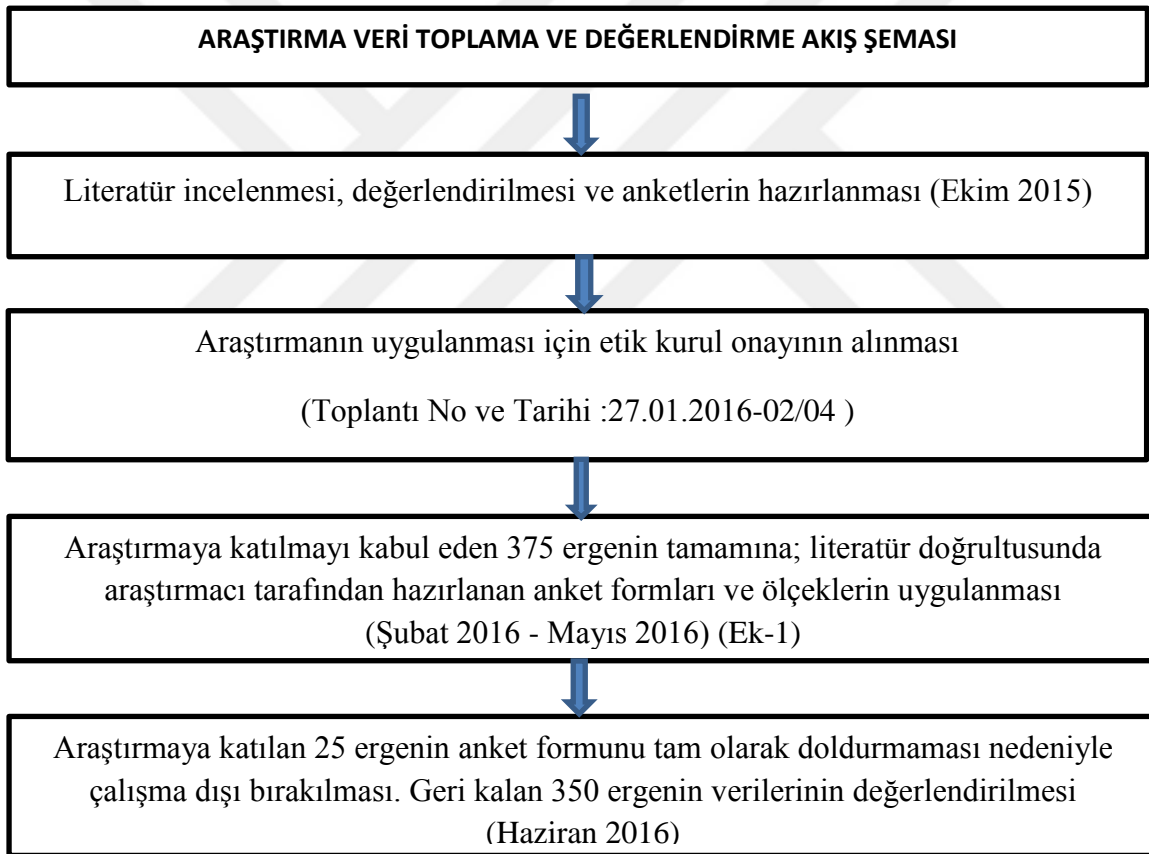 ARAŞTIRMA VERİ TOPLAMA VE DEĞERLENDİRME AKIŞ ŞEMASI
Literatür incelenmesi, değerlendirilmesi ve anketlerin hazırlanması (Ekim 2015)
Araştırmanın uygulanması için etik kurul onayının alınması
(Toplantı No ve Tarihi :27.01.2016-02/04 )
Araştırmaya katılmayı kabul eden 375 ergenin tamamına; literatür doğrultusunda
araştırmacı tarafından hazırlanan anket formları ve ölçeklerin uygulanması
(Şubat 2016 - Mayıs 2016) (Ek-1)
Araştırmaya katılan 25 ergenin anket formunu tam olarak doldurmaması nedeniyle
çalışma dışı bırakılması. Geri kalan 350 ergenin verilerinin değerlendirilmesi
(Haziran 2016)